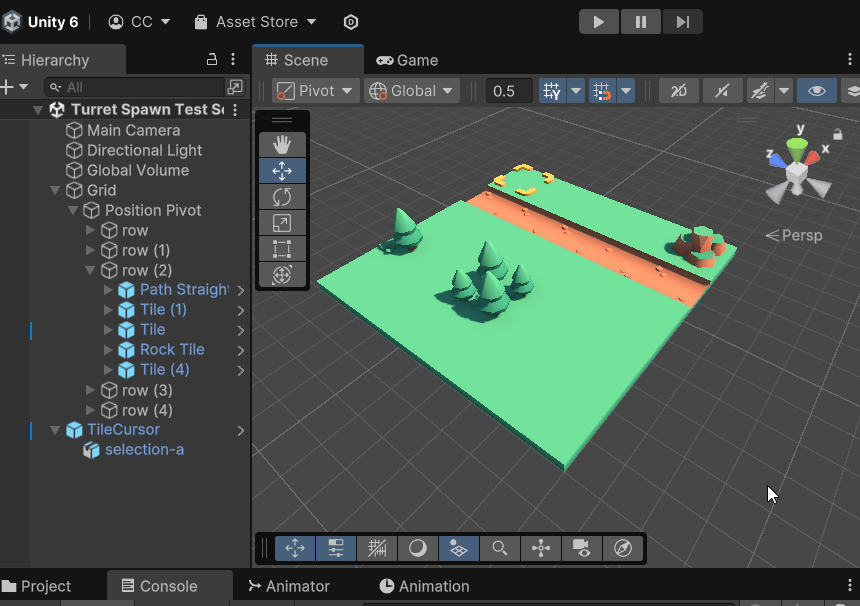 Unity 6 CC Asset Store
Hierarchy Scene Game
All Pivot Global 0.5 2D
Turret Spawn Test Sc
Main Camera
Directional Light
Global Volume
Grid
Position Pivot
row
row (1)
row (2)
Path Straight
Tile (1)
Tile
Rock Tile
Tile (4)
row (3)
row (4)
TileCursor
selection-a
y
z x
Persp
Project Console Animator Animation